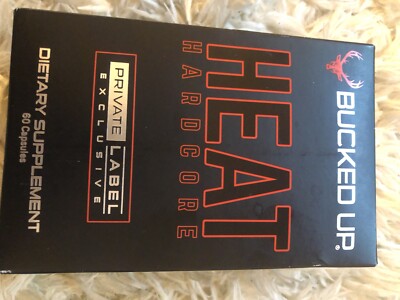 BUCKED UP®
HEAT
HARDCORE
PRIVATE LABEL
EXCLUSIVE
DIETARY SUPPLEMENT
60 Capsules